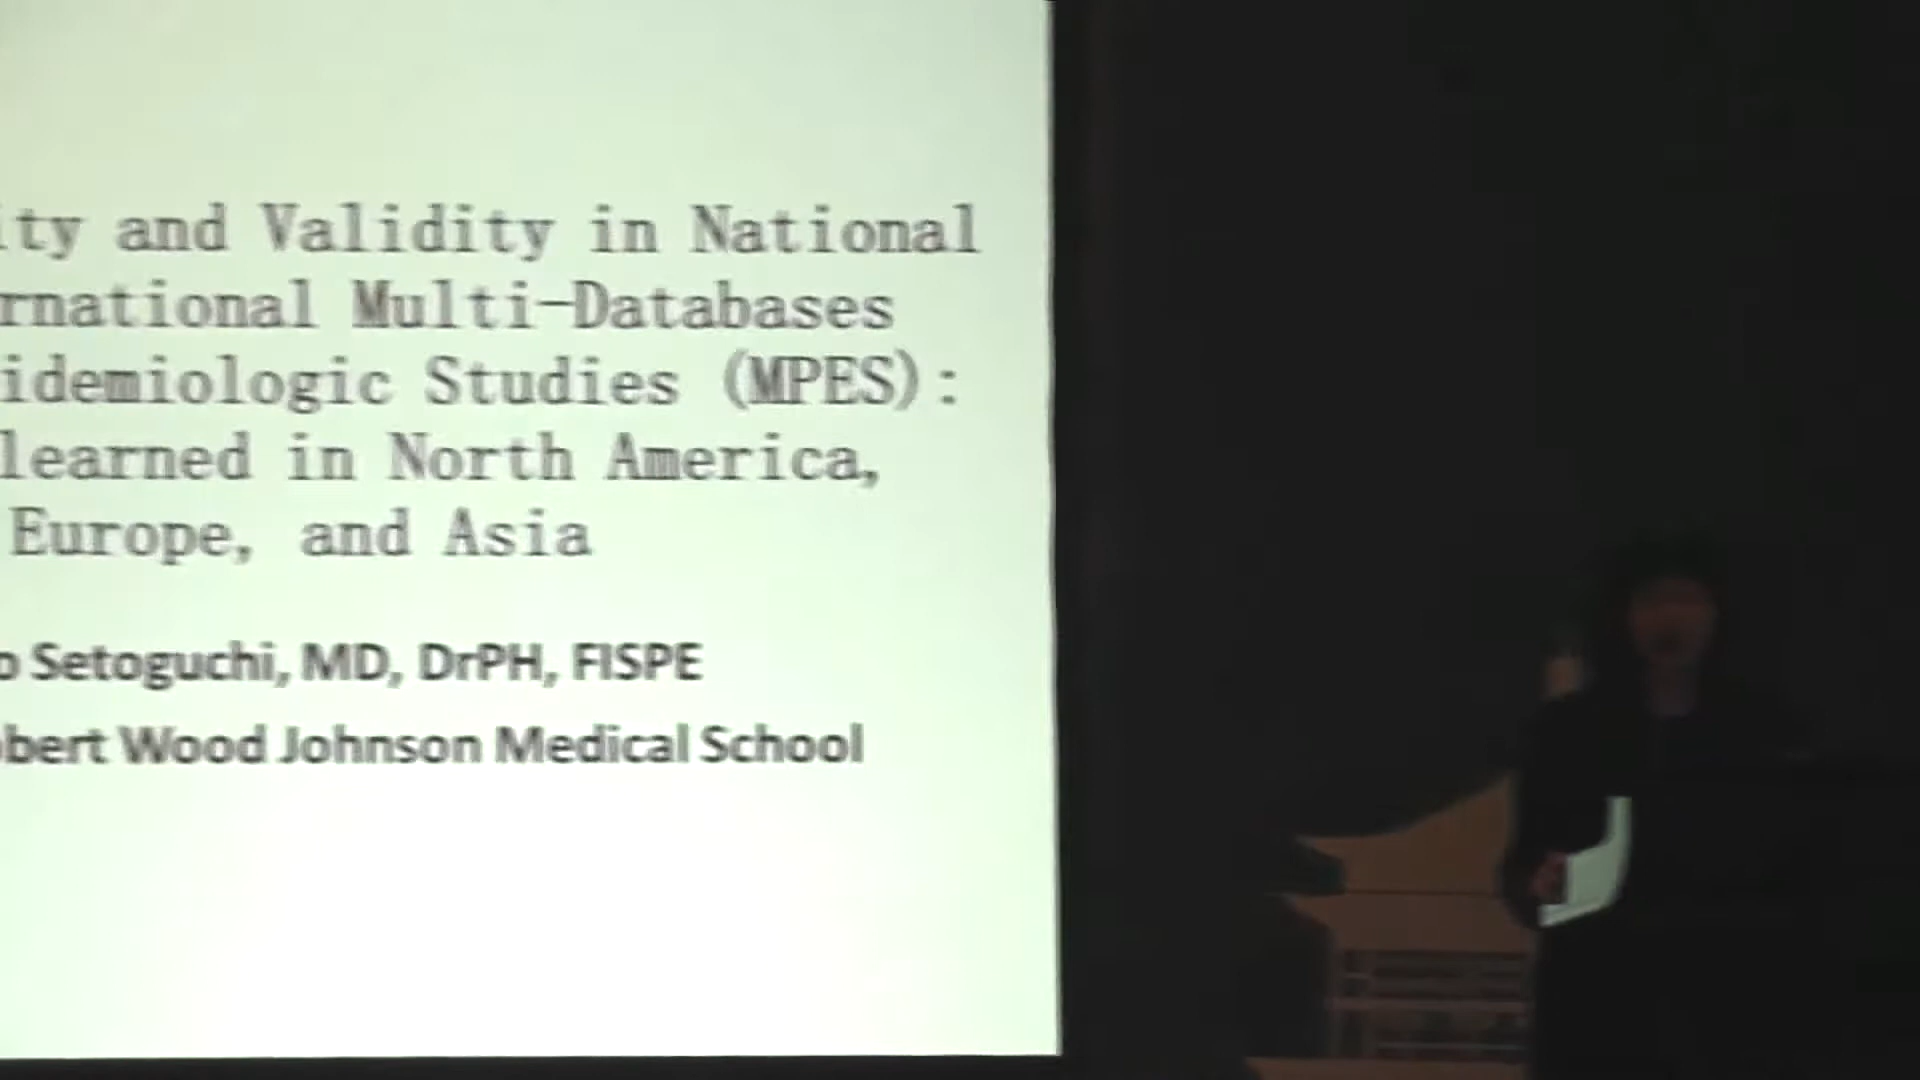 ity and Validity in National
rnational Multi-Databases
idemiologic Studies (MPES):
learned in North America,
Europe, and Asia
o Setoguchi, MD, DrPH, FISPE
obert Wood Johnson Medical School